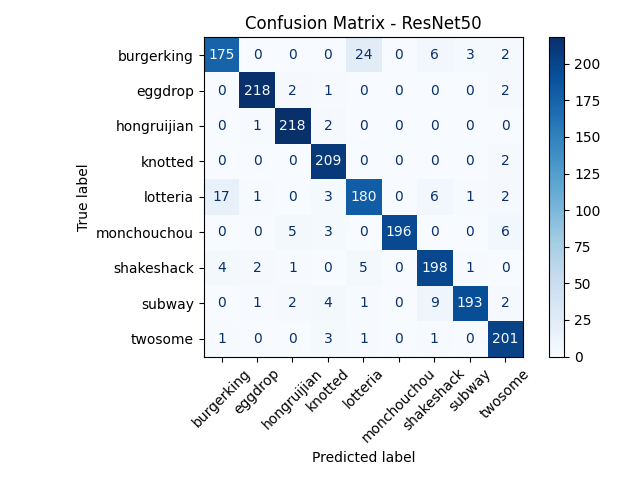 Confusion Matrix - ResNet50
True label
burgerking 175 0 0 0 24 0 6 3 2
eggdrop 0 218 2 1 0 0 0 0 2
hongruijian 0 1 218 2 0 0 0 0 0
knotted 0 0 0 209 0 0 0 0 2
lotteria 17 1 0 3 180 0 6 1 2
monchouchou 0 0 5 3 0 196 0 0 6
shakeshack 4 2 1 0 5 0 198 1 0
subway 0 1 2 4 1 0 9 193 2
twosome 1 0 0 3 1 0 1 0 201
burgerking eggdrop hongruijian knotted lotteria monchouchou shakeshack subway twosome
Predicted label
200
175
150
125
100
75
50
25
0